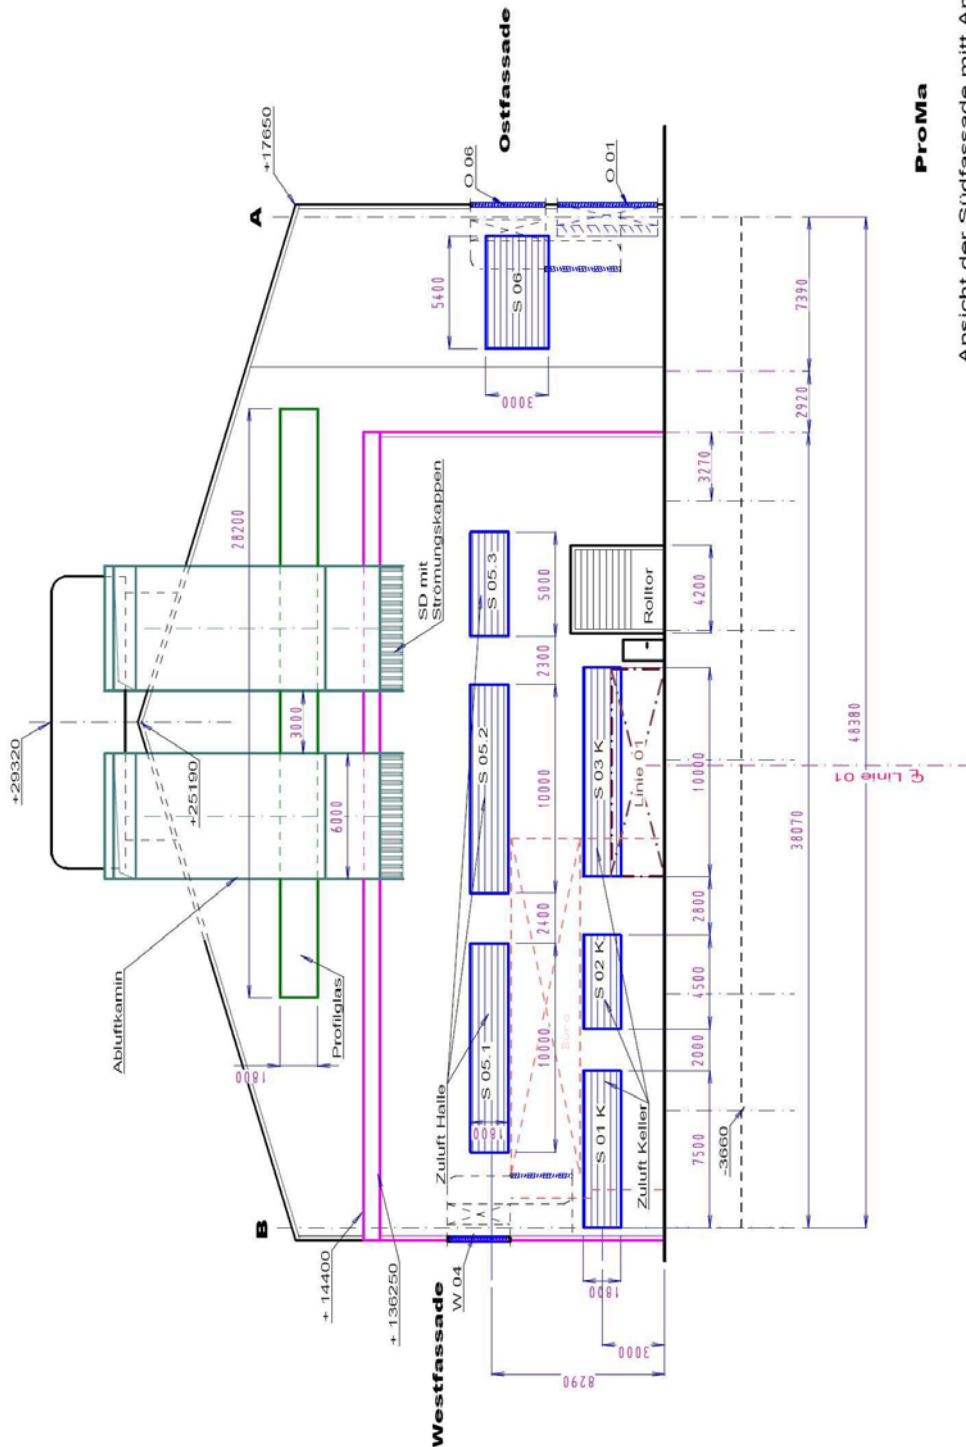 +29320
+25190
+17650
A
B
28200
3000
6000
1800
Abluftkamin
Profilglas
SD mit
Strömungskappen
+ 14400
+ 136250
Westfassade
W 04
Ostfassade
O 06
O 01
5400
S 06
3000
Zuluft Halle
S 05.1
S 05.2
S 05.3
1800
10000
2400
10000
2300
5000
Büro
S 01 K
S 02 K
S 03 K
Linie 01
Rolltor
Zuluft Keller
1800
3000
8290
7500
2000
4500
2800
10000
4200
3270
2920
7390
-3660
38070
48380
℄ Linie 01
ProMa
Ansicht der Südfassade mitt An